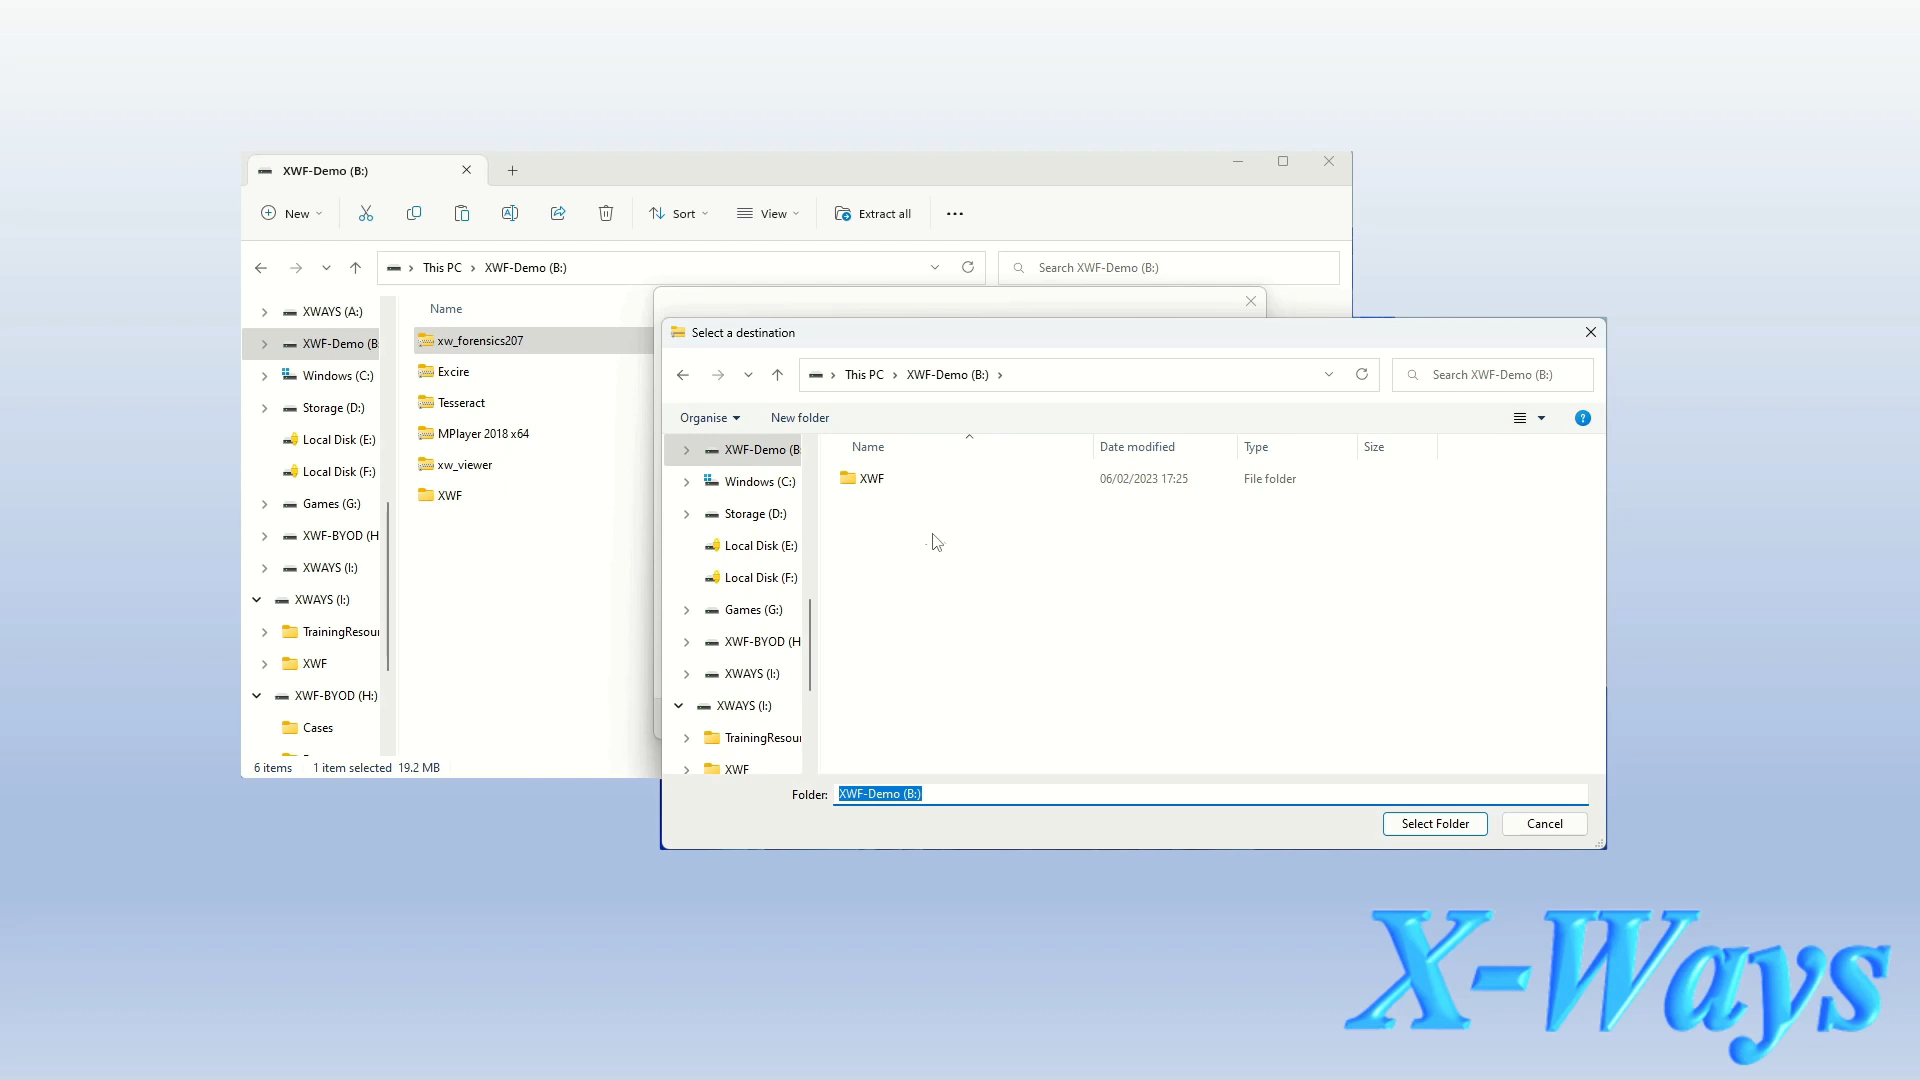 XWF-Demo (B:)
New
Sort
View
Extract all
This PC
XWF-Demo (B:)
Search XWF-Demo (B:)
XWAYS (A:)
XWF-Demo (B:
Windows (C:)
Storage (D:)
Local Disk (E:)
Local Disk (F:)
Games (G:)
XWF-BYOD (H
XWAYS (I:)
XWAYS (I:)
TrainingResour
XWF
XWF-BYOD (H:)
Cases
Name
xw_forensics207
Excire
Tesseract
MPlayer 2018 x64
xw_viewer
XWF
6 items
1 item selected 19.2 MB
Select a destination
This PC
XWF-Demo (B:)
Search XWF-Demo (B:)
Organise
New folder
?
XWF-Demo (B:
Windows (C:)
Storage (D:)
Local Disk (E:)
Local Disk (F:)
Games (G:)
XWF-BYOD (H
XWAYS (I:)
XWAYS (I:)
TrainingResour
XWF
Name
Date modified
Type
Size
XWF
06/02/2023 17:25
File folder
Folder:
XWF-Demo (B:)
Select Folder
Cancel
X-Ways